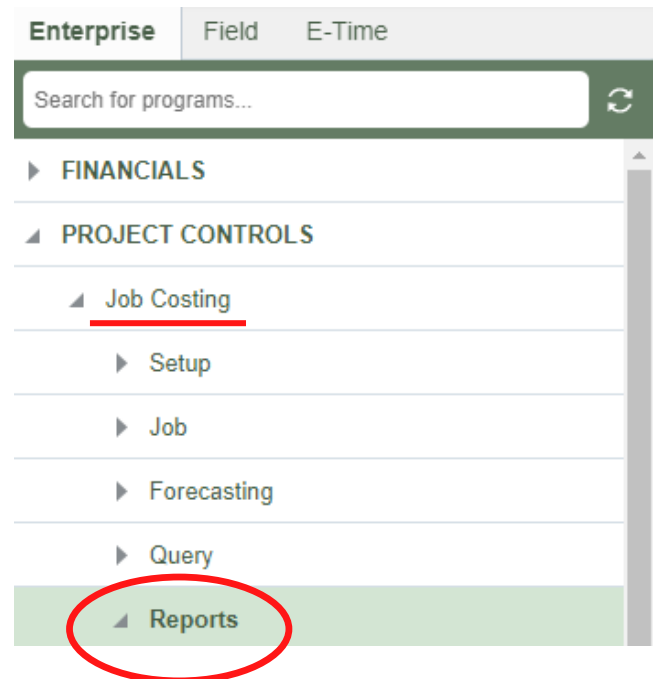 Enterprise Field E-Time
Search for programs...
FINANCIALS
PROJECT CONTROLS
Job Costing
Setup
Job
Forecasting
Query
Reports